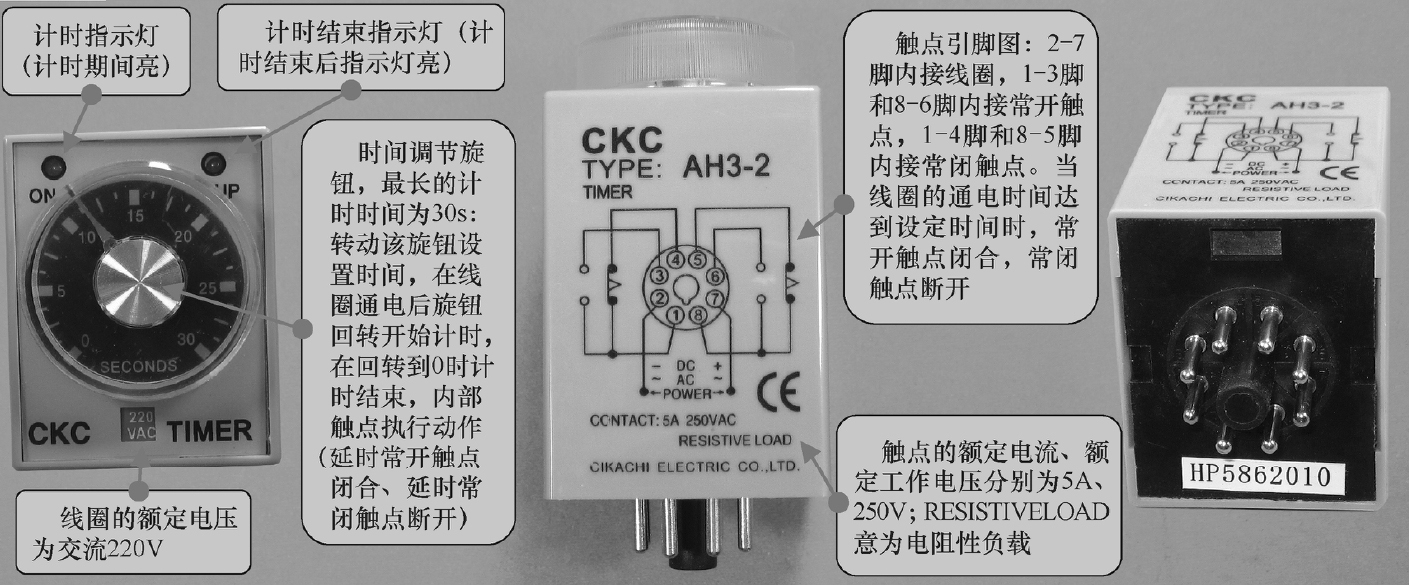 计时指示灯
（计时期间亮）
计时结束指示灯（计
时结束后指示灯亮）
时间调节旋
钮，最长的计
时时间为30s：
转动该旋钮设
置时间，在线
圈通电后旋钮
回转开始计时，
在回转到0时计
时结束，内部
触点执行动作
（延时常开触点
闭合、延时常
闭触点断开）
线圈的额定电压
为交流220V
ON
UP
0
5
10
15
20
25
30
SECONDS
CKC
220
VAC
TIMER
CKC
TYPE: AH3-2
TIMER
④ ⑤
③ ⑥
② ⑦
① ⑧
− DC +
~ AC ~
POWER
CE
CONTACT: 5A 250VAC
RESISTIVE LOAD
CIKACHI ELECTRIC CO.,LTD.
触点引脚图：2-7
脚内接线圈，1-3脚
和8-6脚内接常开触
点，1-4脚和8-5脚
内接常闭触点。当
线圈的通电时间达
到设定时间时，常
开触点闭合，常闭
触点断开
触点的额定电流、额
定工作电压分别为5A、
250V；RESISTIVELOAD
意为电阻性负载
CKC
TYPE: AH3-2
TIMER
DC
AC
POWER
CONTACT: 5A 250VAC
RESISTIVE LOAD
CIKACHI ELECTRIC CO.,LTD.
HP5862010